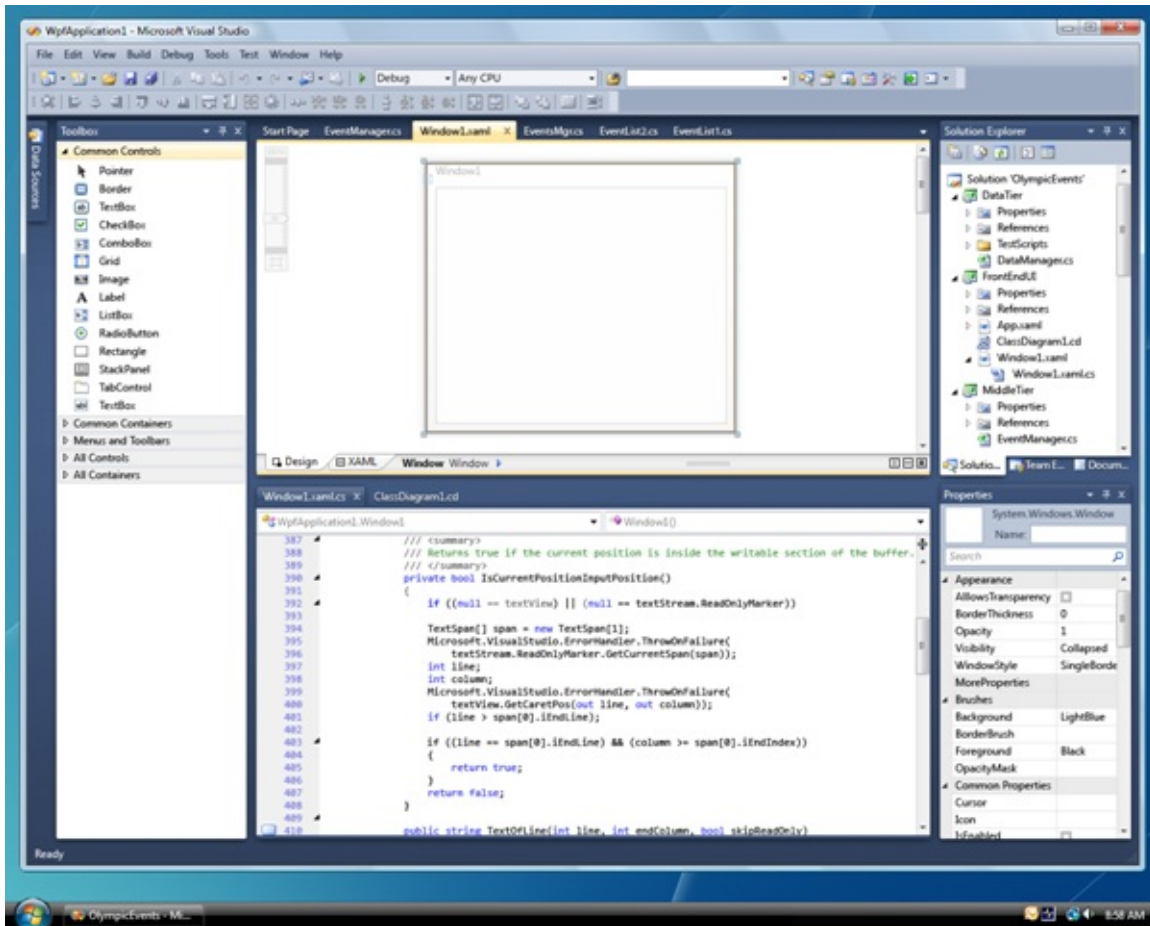 WpfApplication1 - Microsoft Visual Studio
File Edit View Build Debug Tools Test Window Help
Debug Any CPU
Data Sources
Toolbox
Common Controls
Pointer
Border
TextBox
CheckBox
ComboBox
Grid
Image
Label
ListBox
RadioButton
Rectangle
StackPanel
TabControl
TextBox
Common Containers
Menus and Toolbars
All Controls
All Containers
Start Page EventManager.cs Window1.xaml X EventsMgr.cs EventList2.cs EventList1.cs
Window1
Design XAML Window Window
Window1.xaml.cs X ClassDiagram1.cd
WpfApplication1.Window1 Window1()
387 /// <summary>
388 /// Returns true if the current position is inside the writable section of the buffer.
389 /// </summary>
390 private bool IsCurrentPositionInputPosition()
391 {
392 if ((null == textView) || (null == textStream.ReadOnlyMarker))
393
394 TextSpan[] span = new TextSpan[1];
395 Microsoft.VisualStudio.ErrorHandler.ThrowOnFailure(
396 textStream.ReadOnlyMarker.GetCurrentSpan(span));
397 int line;
398 int column;
399 Microsoft.VisualStudio.ErrorHandler.ThrowOnFailure(
400 textView.GetCaretPos(out line, out column));
401 if (line > span[0].iEndLine);
402
403 if ((line == span[0].iEndLine) && (column >= span[0].iEndIndex))
404 {
405 return true;
406 }
407 return false;
408 }
409
410 public string TextOfLine(int line, int endColumn, bool skipReadOnly)
Solution Explorer
Solution 'OlympicEvents'
DataTier
Properties
References
TestScripts
DataManager.cs
FrontEndUI
Properties
References
App.xaml
ClassDiagram1.cd
Window1.xaml
Window1.xaml.cs
MiddleTier
Properties
References
EventManager.cs
Solutio... Team E... Docum...
Properties
System.Windows.Window
Name:
Search
Appearance
AlllowsTransparency
BorderThickness 0
Opacity 1
Visibility Collapsed
WindowStyle SingleBorde
MoreProperties
Brushes
Background LightBlue
BorderBrush
Foreground Black
OpacityMask
Common Properties
Cursor
Icon
IsEnabled
Ready
OlympicEvents - Mi...
8:58 AM